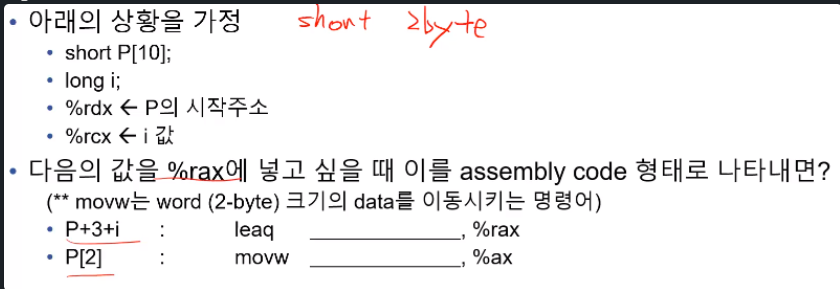 • 아래의 상황을 가정 short 2byte
• short P[10];
• long i;
• %rdx ← P의 시작주소
• %rcx ← i 값
• 다음의 값을 %rax에 넣고 싶을 때 이를 assembly code 형태로 나타내면?
(** movw는 word (2-byte) 크기의 data를 이동시키는 명령어)
• P+3+i : leaq ______________, %rax
• P[2] : movw ______________, %ax